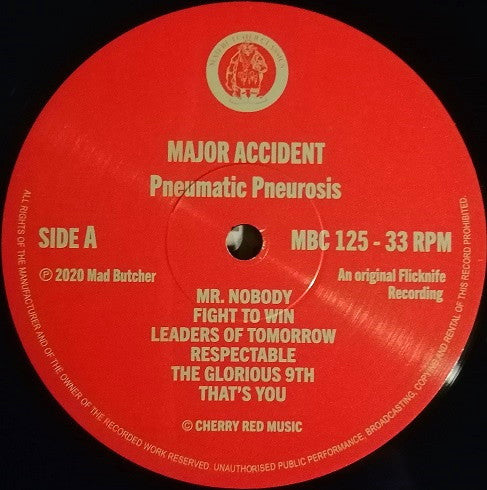 MAJOR ACCIDENT
Pneumatic Pneurosis
SIDE A
MBC 125 - 33 RPM
℗ 2020 Mad Butcher
An original Flicknife
Recording
MR. NOBODY
FIGHT TO WIN
LEADERS OF TOMORROW
RESPECTABLE
THE GLORIOUS 9TH
THAT'S YOU
© CHERRY RED MUSIC
ALL RIGHTS OF THE MANUFACTURER AND OF THE OWNER OF THE RECORDED WORK RESERVED. UNAUTHORISED PUBLIC PERFORMANCE, BROADCASTING, COPYING AND RENTAL OF THIS RECORD PROHIBITED.